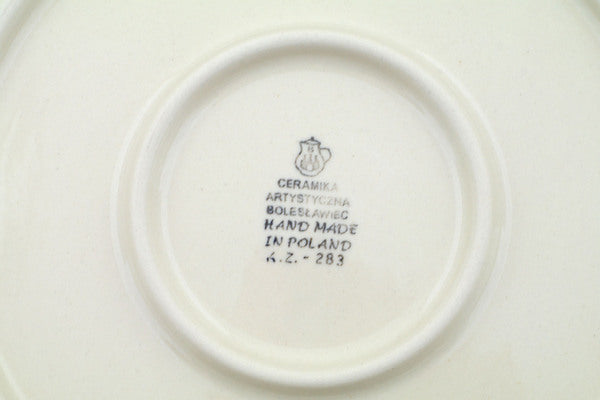 B
CERAMIKA
ARTYSTYCZNA
BOLESŁAWIEC
HAND MADE
IN POLAND
A.Z. - 283